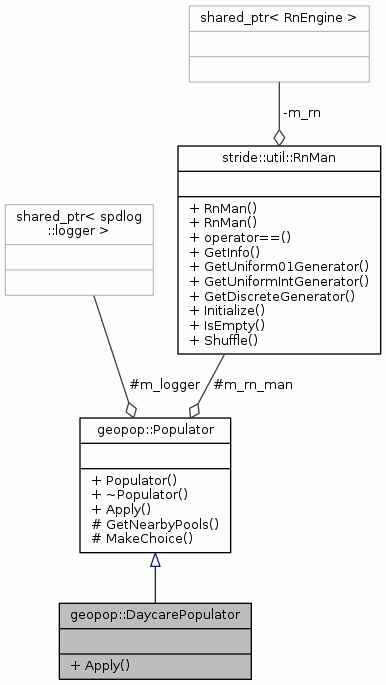 shared_ptr< RnEngine >
-m_rn
stride::util::RnMan
+ RnMan()
+ RnMan()
+ operator==()
+ GetInfo()
+ GetUniform01Generator()
+ GetUniformIntGenerator()
+ GetDiscreteGenerator()
+ Initialize()
+ IsEmpty()
+ Shuffle()
shared_ptr< spdlog
::logger >
#m_logger
#m_rn_man
geopop::Populator
+ Populator()
+ ~Populator()
+ Apply()
# GetNearbyPools()
# MakeChoice()
geopop::DaycarePopulator
+ Apply()